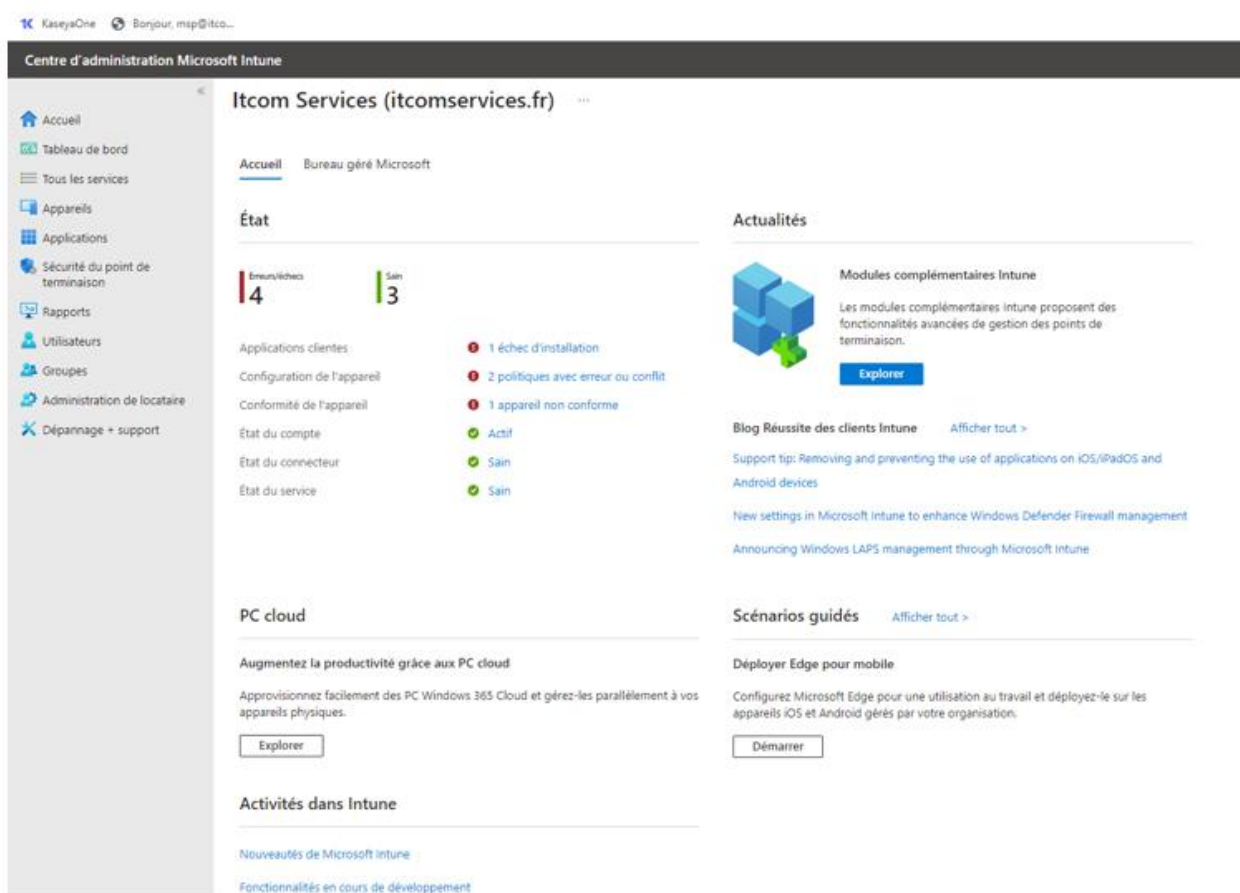 KaseyaOne
Bonjour, msp@itco...
Centre d'administration Microsoft Intune
«
Accueil
Tableau de bord
Tous les services
Appareils
Applications
Sécurité du point de
terminaison
Rapports
Utilisateurs
Groupes
Administration de locataire
Dépannage + support
Itcom Services (itcomservices.fr) ...
Accueil
Bureau géré Microsoft
État
Erreurs/échecs
4
Sain
3
Applications clientes
1 échec d'installation
Configuration de l'appareil
2 politiques avec erreur ou conflit
Conformité de l'appareil
1 appareil non conforme
État du compte
Actif
État du connecteur
Sain
État du service
Sain
Actualités
Modules complémentaires Intune
Les modules complémentaires Intune proposent des
fonctionnalités avancées de gestion des points de
terminaison.
Explorer
Blog Réussite des clients Intune
Afficher tout >
Support tip: Removing and preventing the use of applications on iOS/iPadOS and
Android devices
New settings in Microsoft Intune to enhance Windows Defender Firewall management
Announcing Windows LAPS management through Microsoft Intune
PC cloud
Augmentez la productivité grâce aux PC cloud
Approvisionnez facilement des PC Windows 365 Cloud et gérez-les parallèlement à vos
appareils physiques.
Explorer
Scénarios guidés
Afficher tout >
Déployer Edge pour mobile
Configurez Microsoft Edge pour une utilisation au travail et déployez-le sur les
appareils iOS et Android gérés par votre organisation.
Démarrer
Activités dans Intune
Nouveautés de Microsoft Intune
Fonctionnalités en cours de développement